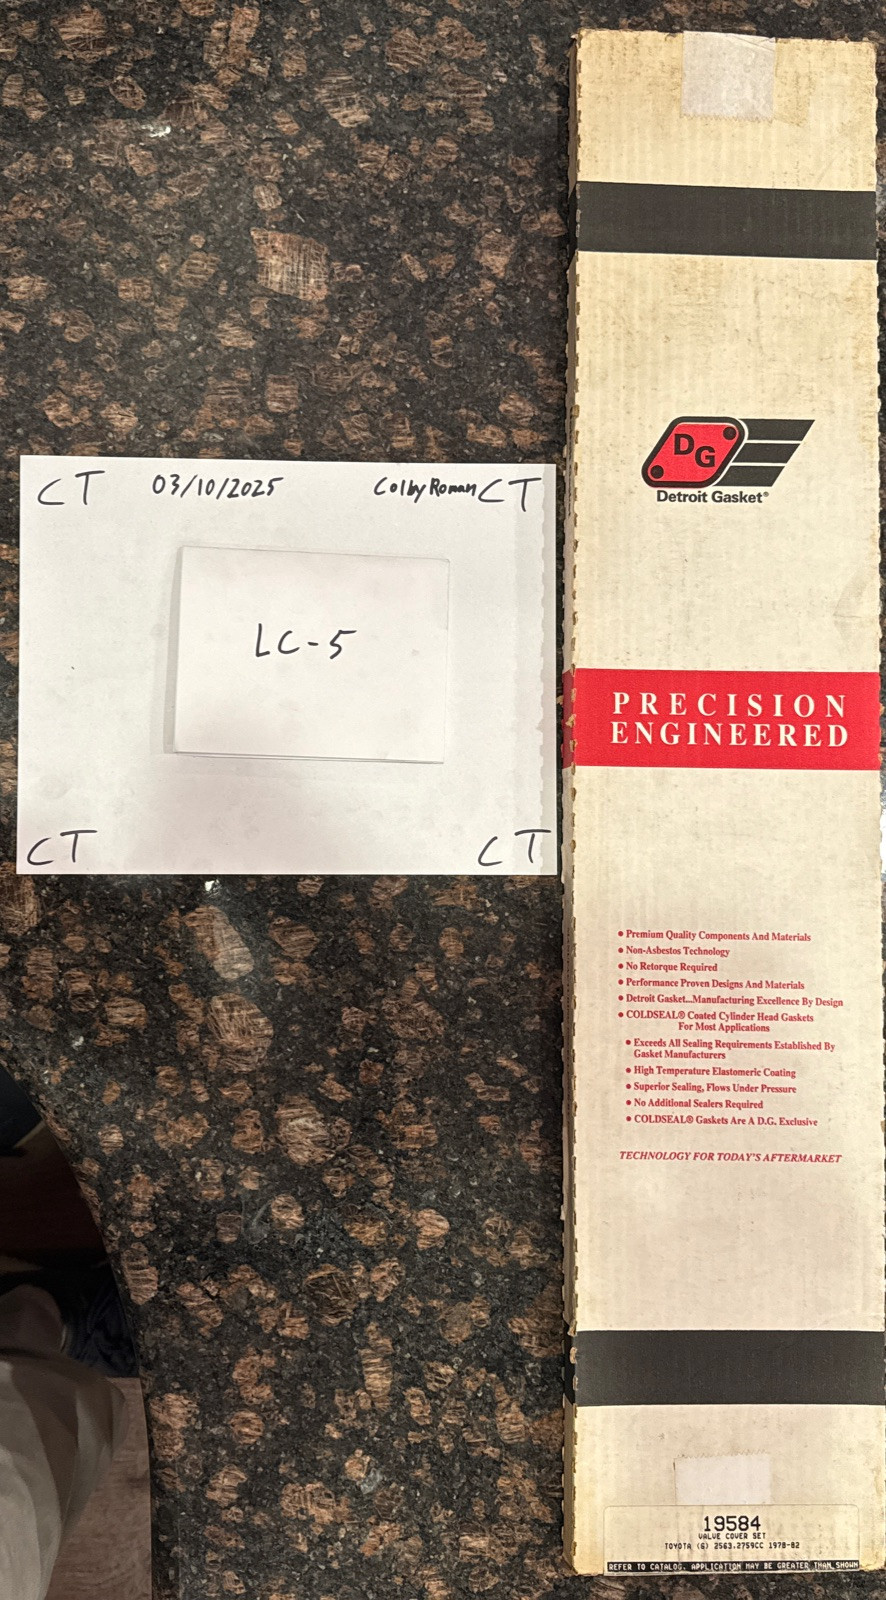 CT 03/10/2025 Colby Roman CT
LC-5
CT CT
DG
Detroit Gasket®
PRECISION
ENGINEERED
• Premium Quality Components And Materials
• Non-Asbestos Technology
• No Retorque Required
• Performance Proven Designs And Materials
• Detroit Gasket...Manufacturing Excellence By Design
• COLDSEAL® Coated Cylinder Head Gaskets
For Most Applications
• Exceeds All Sealing Requirements Established By
Gasket Manufacturers
• High Temperature Elastomeric Coating
• Superior Sealing, Flows Under Pressure
• No Additional Sealers Required
• COLDSEAL® Gaskets Are A D.G. Exclusive
TECHNOLOGY FOR TODAY'S AFTERMARKET
19584
VALVE COVER SET
TOYOTA (6) 2563.2759CC 1978-82
REFER TO CATALOG. APPLICATION MAY BE GREATER THAN SHOWN